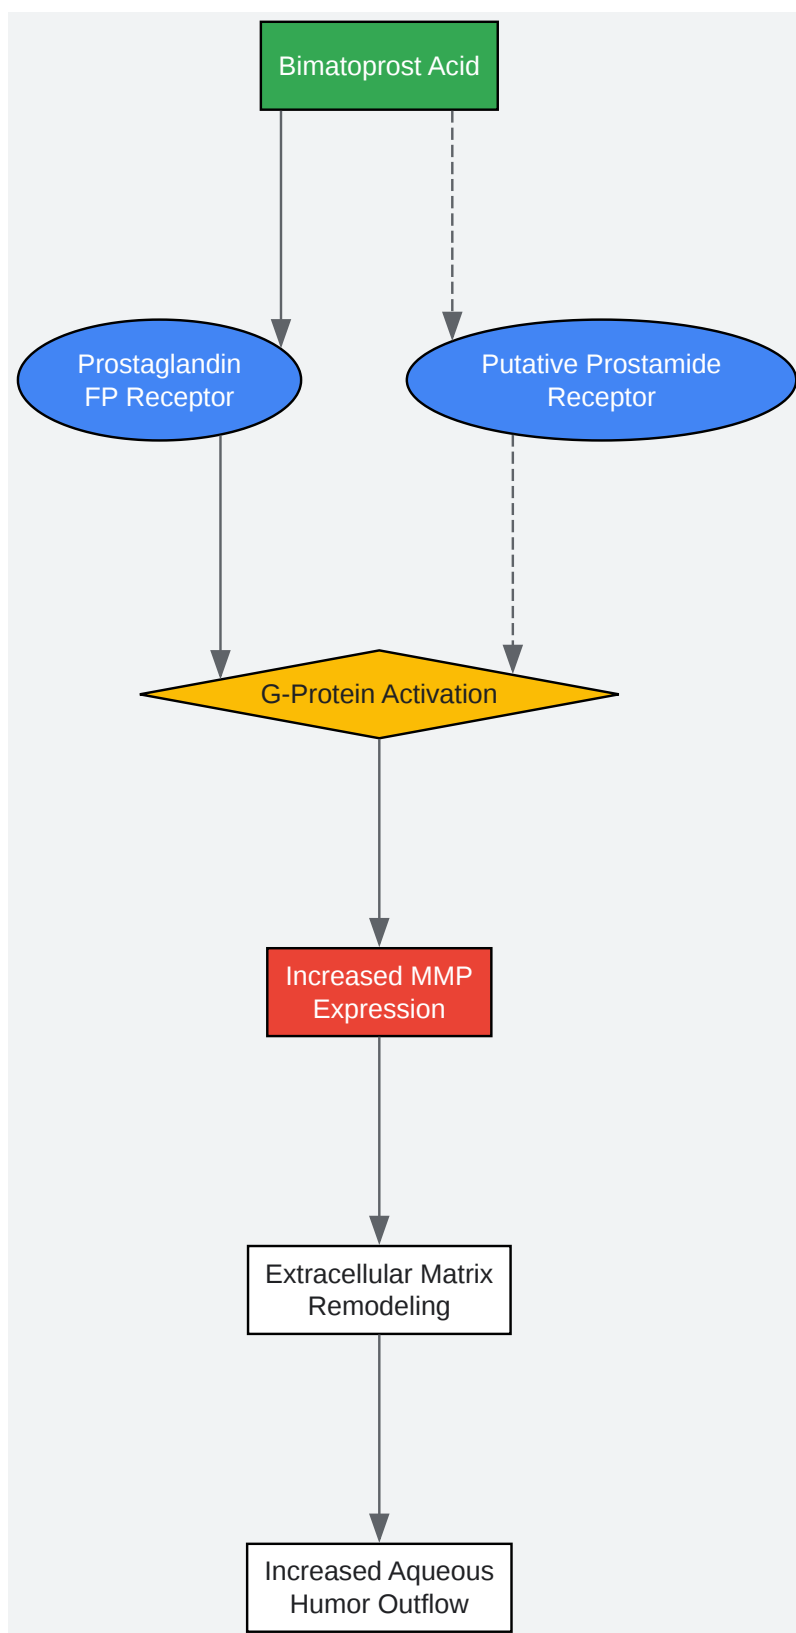 Bimatoprost Acid
Prostaglandin
FP Receptor
Putative Prostamide
Receptor
G-Protein Activation
Increased MMP
Expression
Extracellular Matrix
Remodeling
Increased Aqueous
Humor Outflow